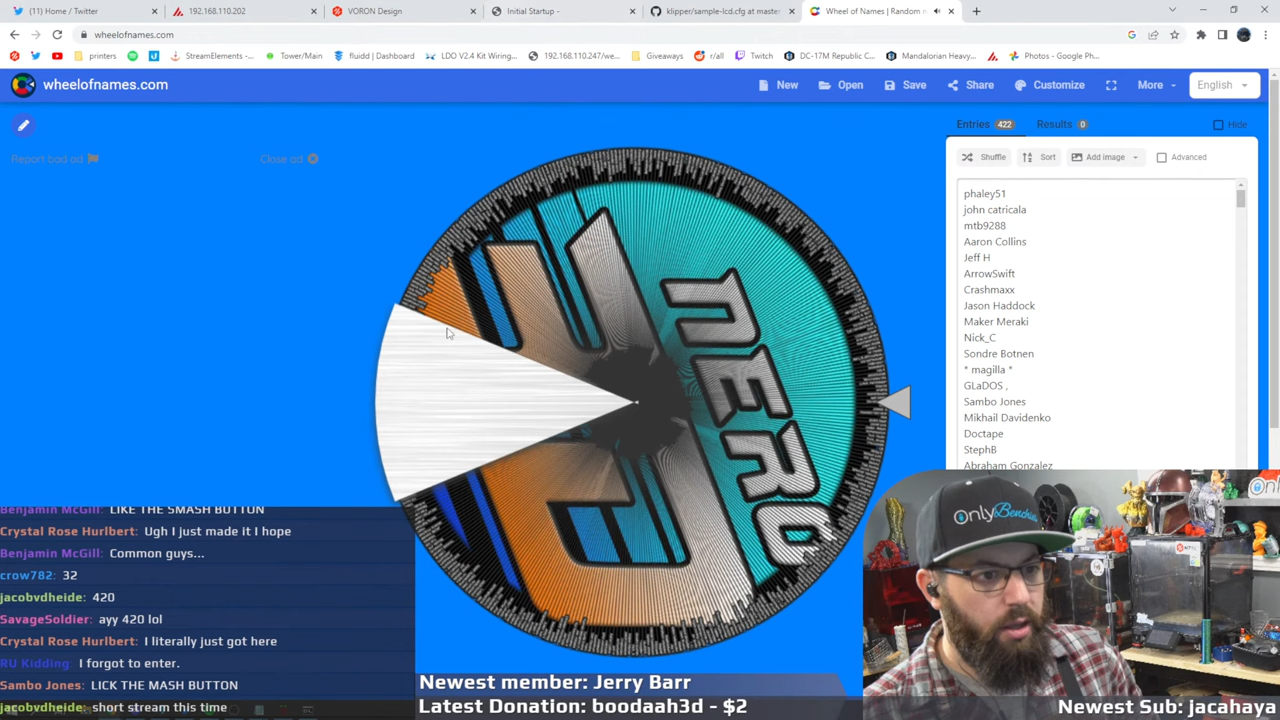 (11) Home / Twitter
192.168.110.202
VORON Design
Initial Startup -
klipper/sample-lcd.cfg at master
Wheel of Names | Random n
wheelofnames.com
printers
StreamElements -...
Tower/Main
fluidd | Dashboard
LDO V2.4 Kit Wiring...
192.168.110.247/we...
Giveaways
r/all
Twitch
DC-17M Republic C...
Mandalorian Heavy...
Photos - Google Ph...
wheelofnames.com
New
Open
Save
Share
Customize
More
English
Report bad ad
Close ad
Entries 422
Results 0
Hide
Shuffle
Sort
Add image
Advanced
phaley51
john catricala
mtb9288
Aaron Collins
Jeff H
ArrowSwift
Crashmaxx
Jason Haddock
Maker Meraki
Nick_C
Sondre Botnen
* magilla *
GLaDOS ,
Sambo Jones
Mikhail Davidenko
Doctape
StephB
Abraham Gonzalez
NERO
Benjamin McGill: LIKE THE SMASH BUTTON
Crystal Rose Hurlbert: Ugh I just made it I hope
Benjamin McGill: Common guys...
crow782: 32
jacobvdheide: 420
SavageSoldier: ayy 420 lol
Crystal Rose Hurlbert: I literally just got here
RU Kidding: I forgot to enter.
Sambo Jones: LICK THE MASH BUTTON
jacobvdheide: short stream this time
Only Benchies
Newest member: Jerry Barr
Latest Donation: boodaah3d - $2
Newest Sub: jacahaya